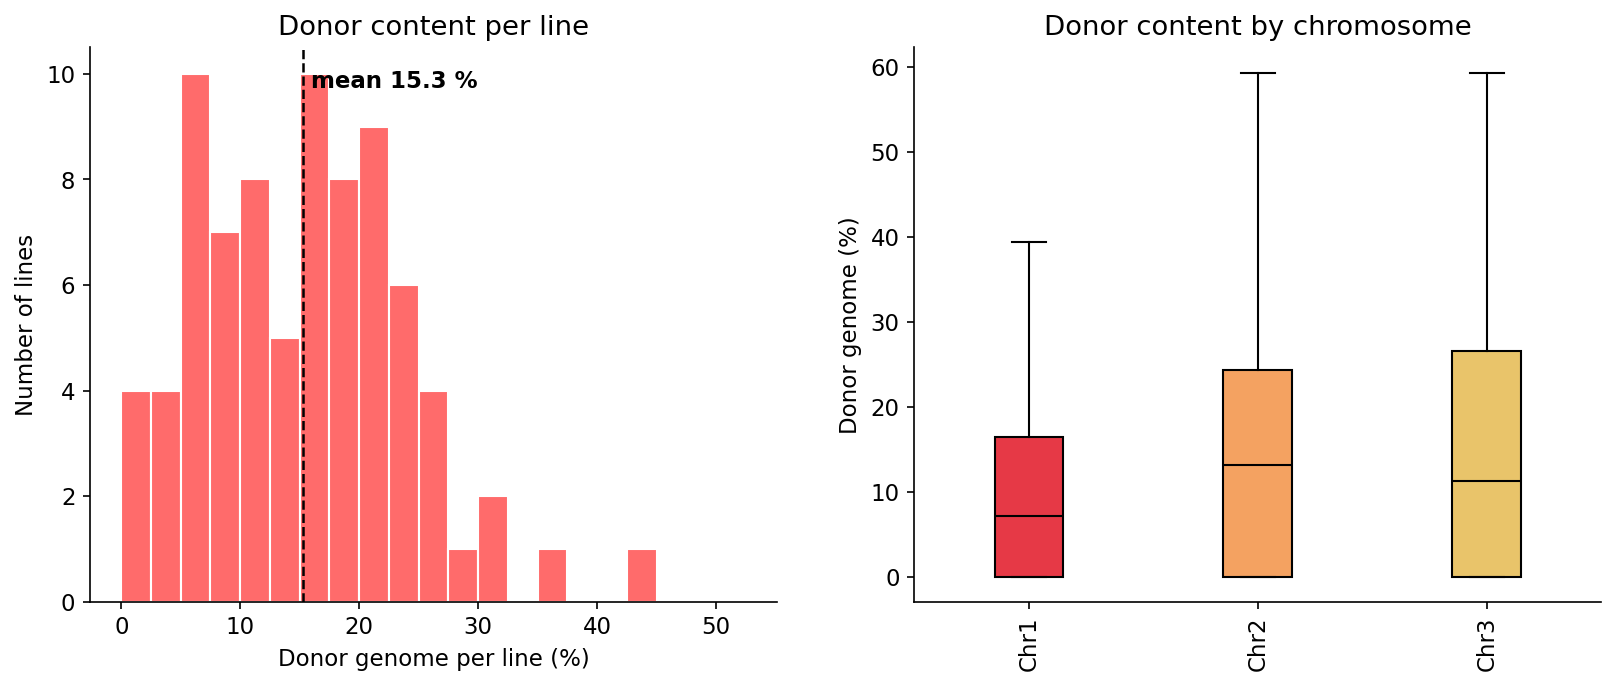 Donor content per line
10
8
6
4
2
0
Number of lines
mean 15.3 %
0 10 20 30 40 50
Donor genome per line (%)
Donor content by chromosome
60
50
40
30
20
10
0
Donor genome (%)
Chr1
Chr2
Chr3